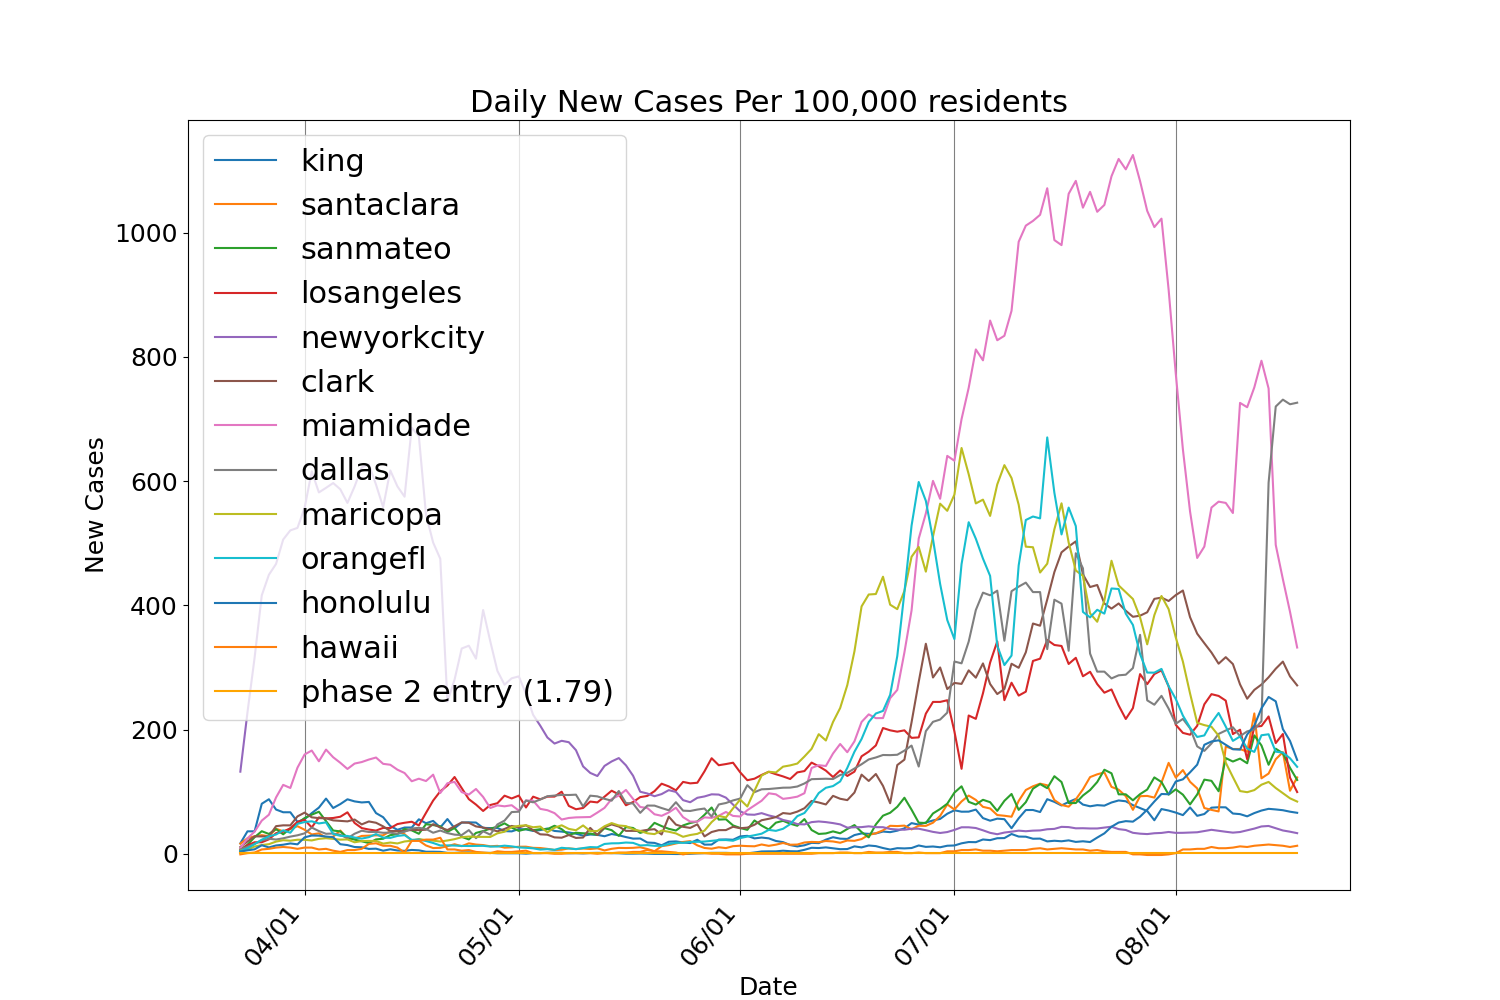 Daily New Cases Per 100,000 residents
king
santaclara
sanmateo
losangeles
newyorkcity
clark
miamidade
dallas
maricopa
orangefl
honolulu
hawaii
phase 2 entry (1.79)
New Cases
1000
800
600
400
200
0
04/01
05/01
06/01
07/01
08/01
Date